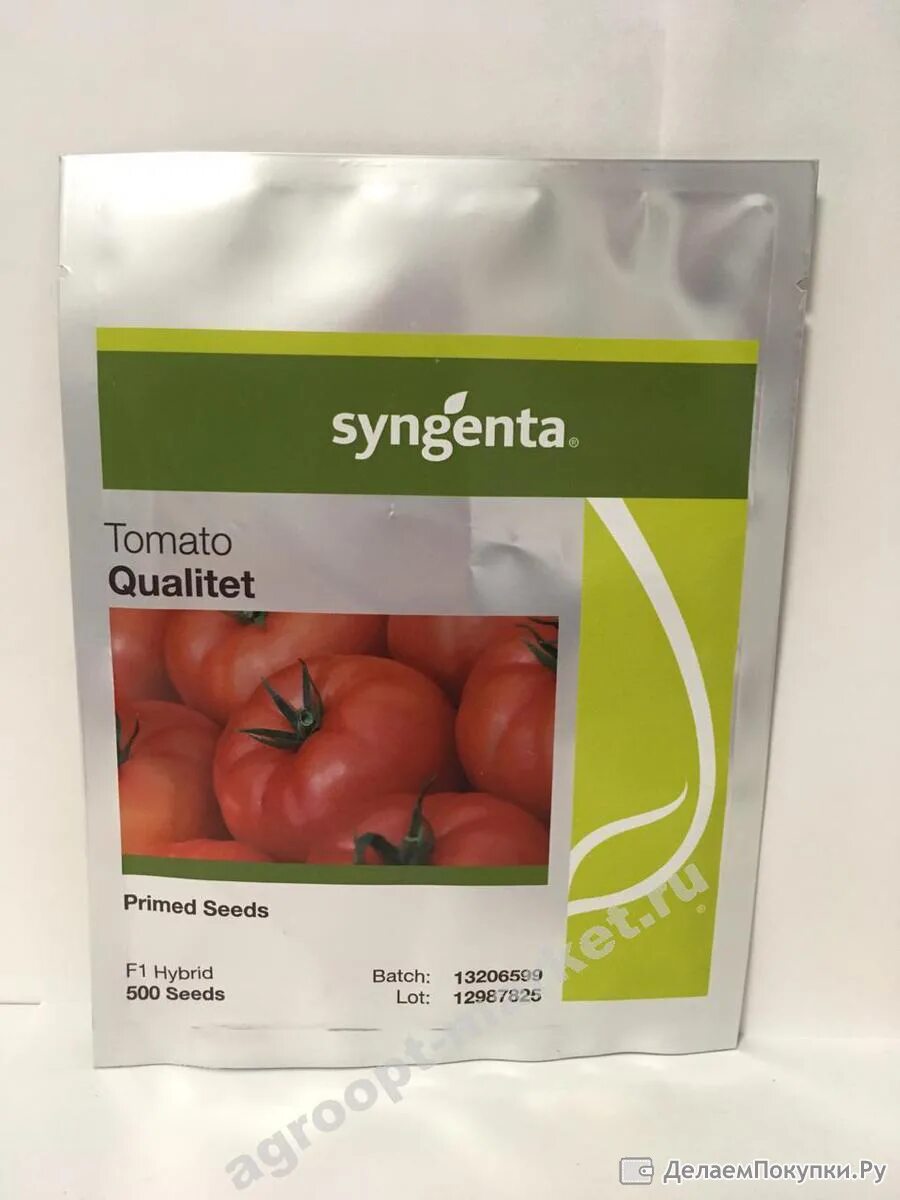 syngenta®
Tomato
Qualitet
Primed Seeds
F1 Hybrid
500 Seeds
Batch: 13206599
Lot: 12987825
agroopt-market.ru
ДелаемПокупки.Ру